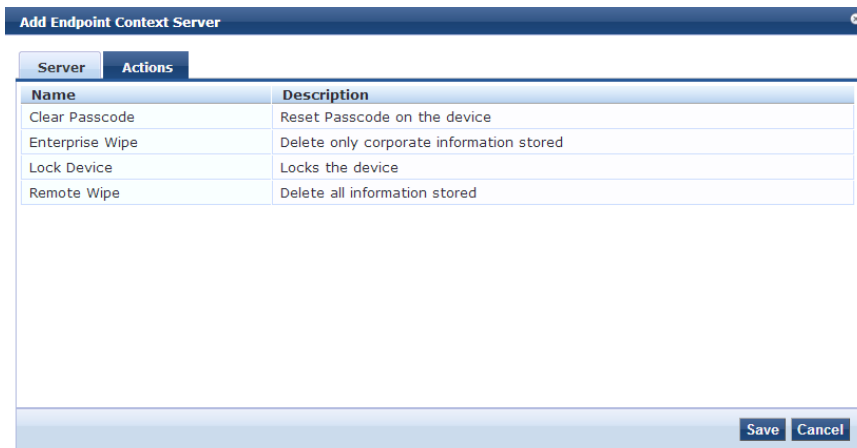 Add Endpoint Context Server
Server Actions
Name Description
Clear Passcode Reset Passcode on the device
Enterprise Wipe Delete only corporate information stored
Lock Device Locks the device
Remote Wipe Delete all information stored
Save Cancel